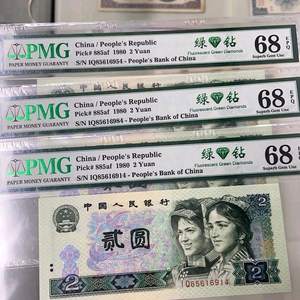 PMG
PAPER MONEY GUARANTY
China / People's Republic
Pick# 885af 1980 2 Yuan
S/N IQ85616954 - People's Bank of China
綠 钻
Fluorescent Green Diamonds
68 EPQ
Superb Gem Unc
PMG
PAPER MONEY GUARANTY
China / People's Republic
Pick# 885af 1980 2 Yuan
S/N IQ85616984 - People's Bank of China
綠 钻
Fluorescent Green Diamonds
68 EPQ
Superb Gem Unc
PMG
PAPER MONEY GUARANTY
China / People's Republic
Pick# 885af 1980 2 Yuan
S/N IQ85616914 - People's Bank of China
綠 钻
Fluorescent Green Diamonds
68
Superb Gem Unc
中国人民银行
贰圆
2
2
IQ85616914